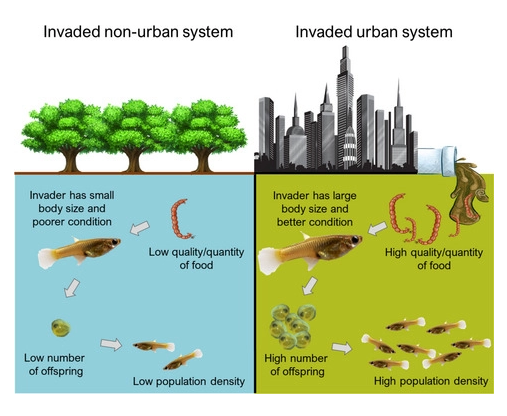 Invaded non-urban system
Invaded urban system
Invader has small
body size and
poorer condition
Low quality/quantity
of food
Low number
of offspring
Low population density
Invader has large
body size and
better condition
High quality/quantity
of food
High number
of offspring
High population density